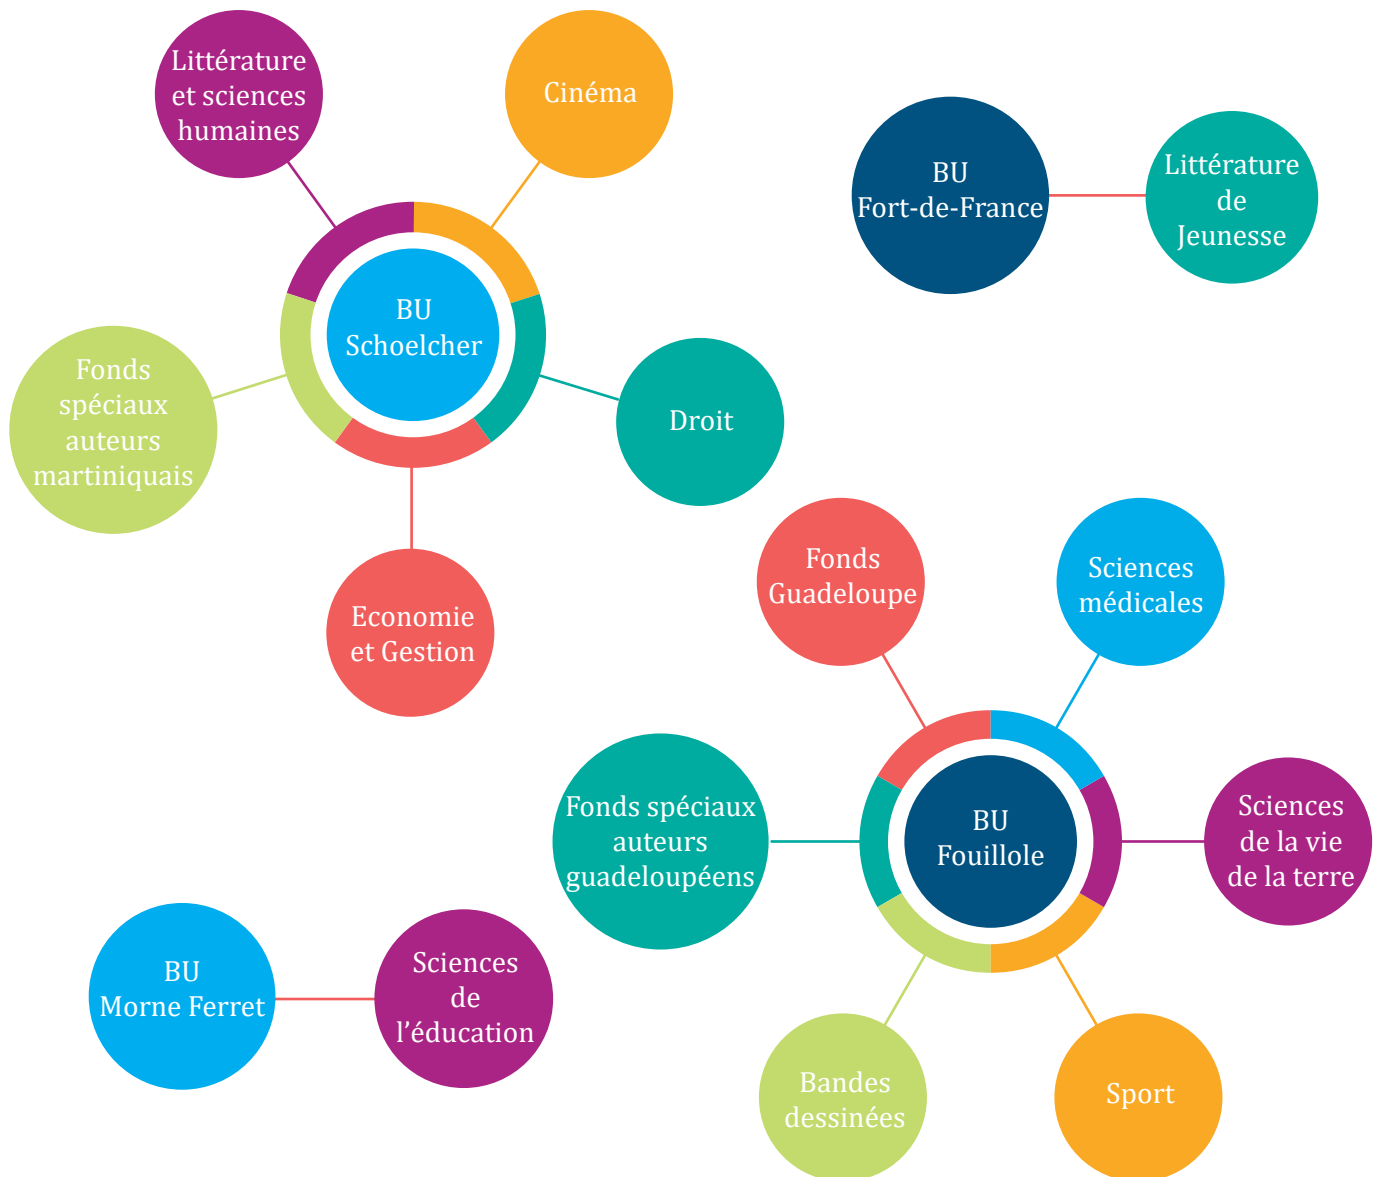 Littérature
et sciences
humaines
Cinéma
BU
Schoelcher
Fonds
spéciaux
auteurs
martiniquais
Droit
Economie
et Gestion
BU
Fort-de-France
Littérature
de
Jeunesse
Fonds
Guadeloupe
Sciences
médicales
Fonds spéciaux
auteurs
guadeloupéens
BU
Fouillole
Sciences
de la vie
de la terre
Bandes
dessinées
Sport
BU
Morne Ferret
Sciences
de
l’éducation